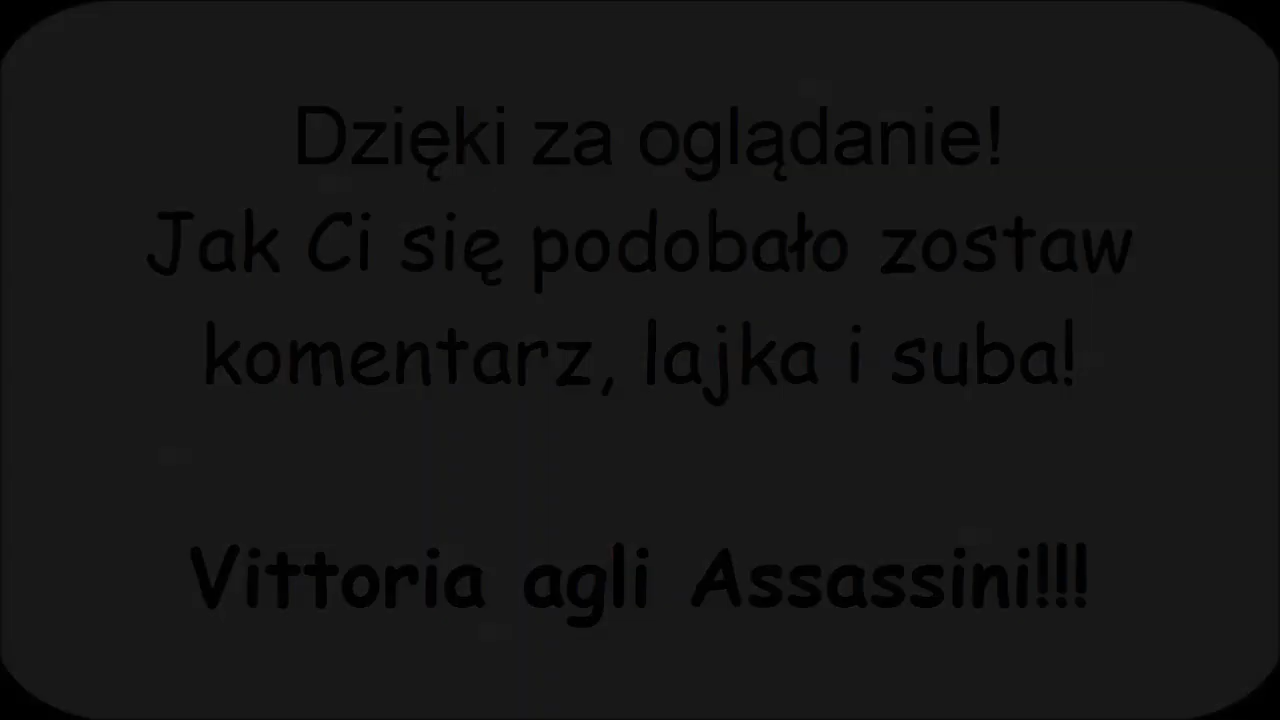 Dzięki za oglądanie!
Jak Ci się podobało zostaw
komentarz, lajka i suba!
Vittoria agli Assassini!!!